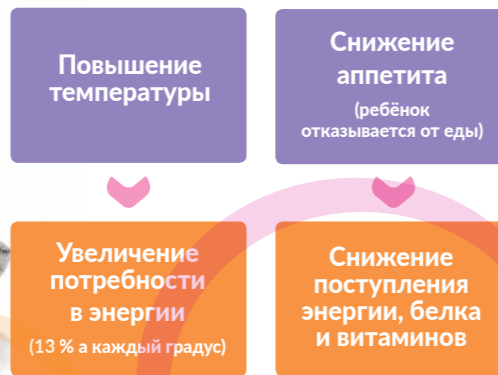 Повышение
температуры
Снижение
аппетита
(ребёнок
отказывается от еды)
Увеличение
потребности
в энергии
(13 % а каждый градус)
Снижение
поступления
энергии, белка
и витаминов